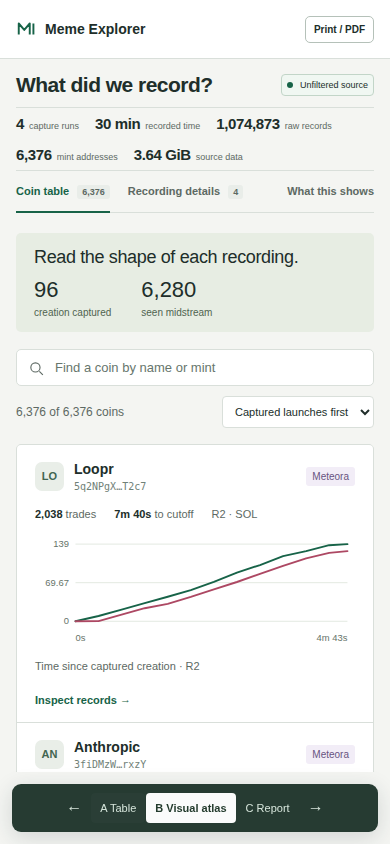 Meme Explorer
Print / PDF
What did we record?
Unfiltered source
4 capture runs 30 min recorded time 1,074,873 raw records
6,376 mint addresses 3.64 GiB source data
Coin table 6,376 Recording details 4 What this shows
Read the shape of each recording.
96 6,280
creation captured seen midstream
Find a coin by name or mint
6,376 of 6,376 coins
Captured launches first
LO
Loopr
5q2NPgX…T2c7
Meteora
2,038 trades 7m 40s to cutoff R2 · SOL
139
69.67
0
0s 4m 43s
Time since captured creation · R2
Inspect records →
AN
Anthropic
3fiDMzW…rxzY
Meteora
← A Table B Visual atlas C Report →